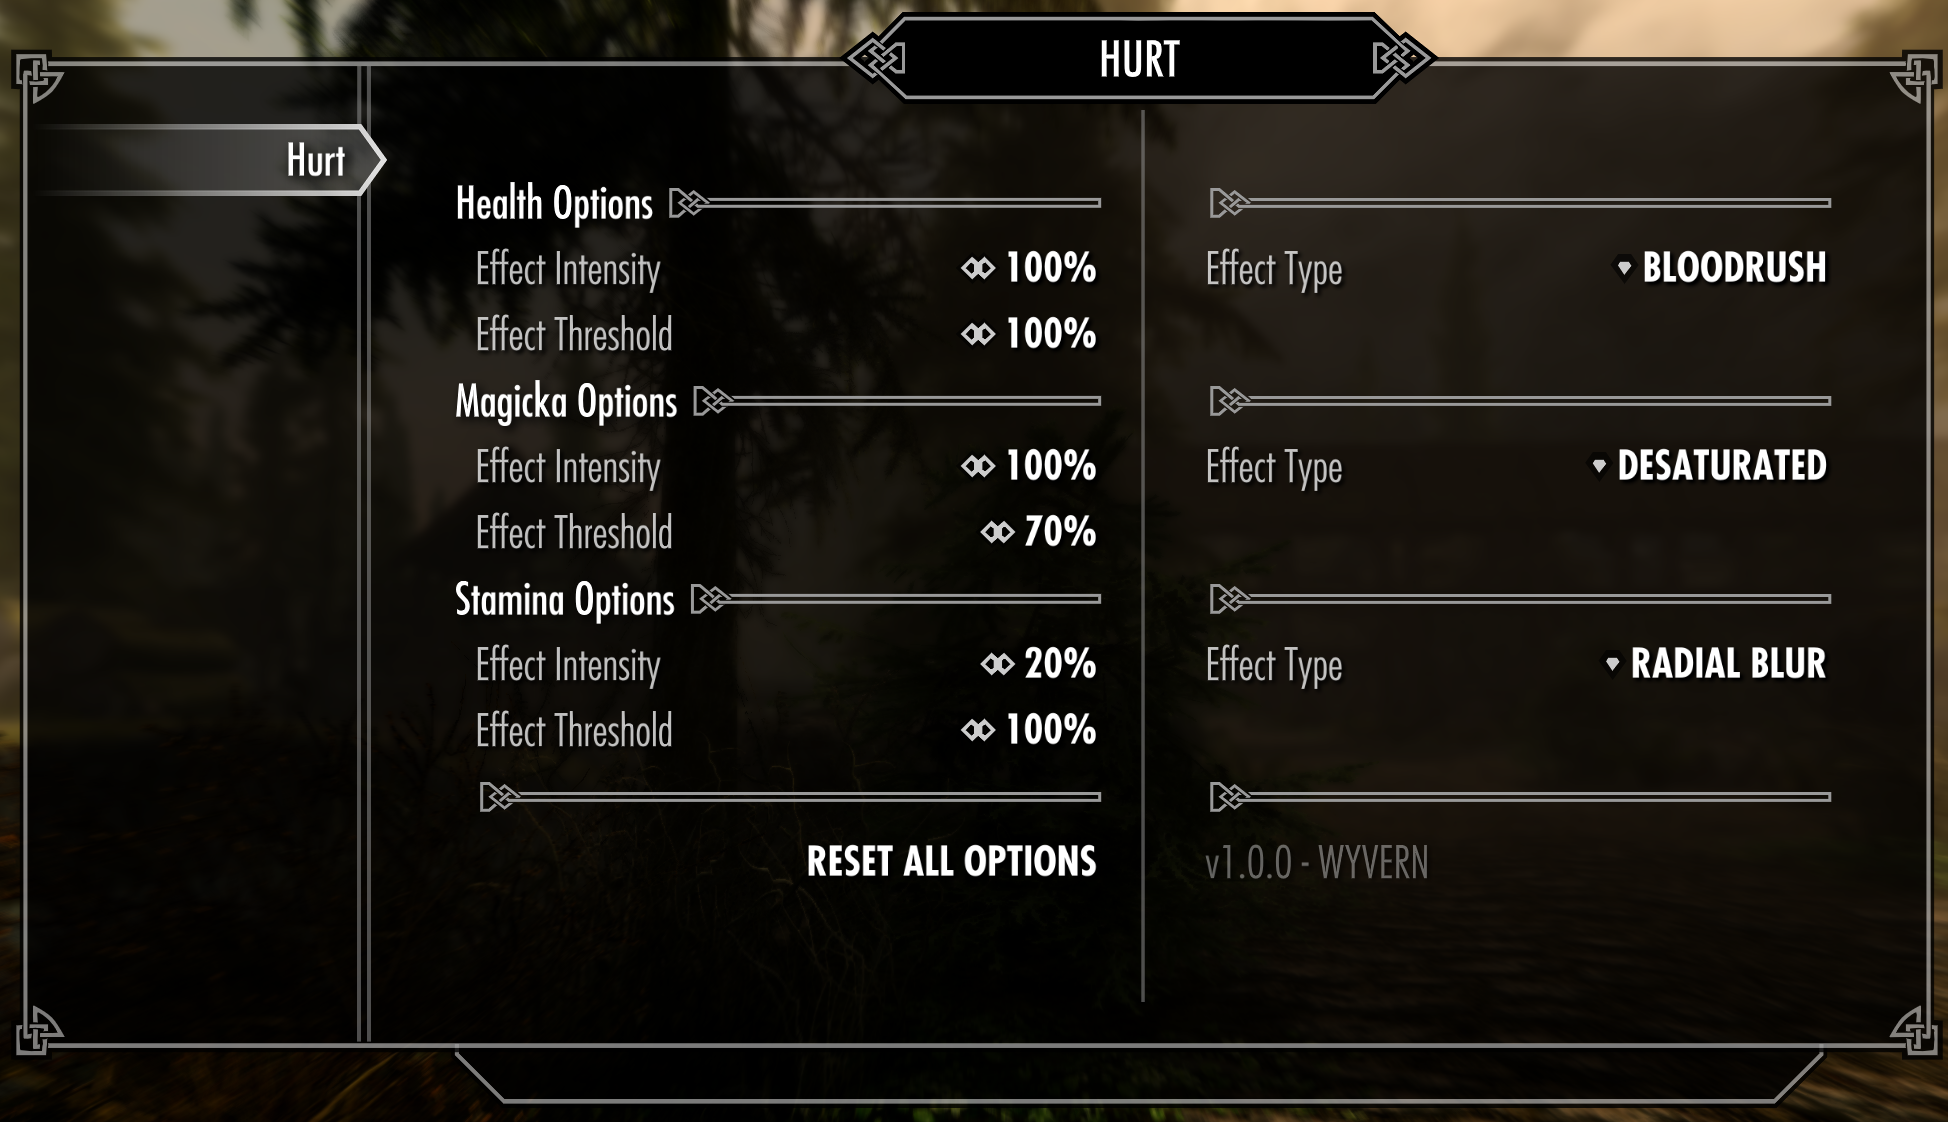 HURT
Hurt
Health Options
Effect Intensity 100% Effect Type BLOODRUSH
Effect Threshold 100%
Magicka Options
Effect Intensity 100% Effect Type DESATURATED
Effect Threshold 70%
Stamina Options
Effect Intensity 20% Effect Type RADIAL BLUR
Effect Threshold 100%
RESET ALL OPTIONS v1.0.0 - WYVERN